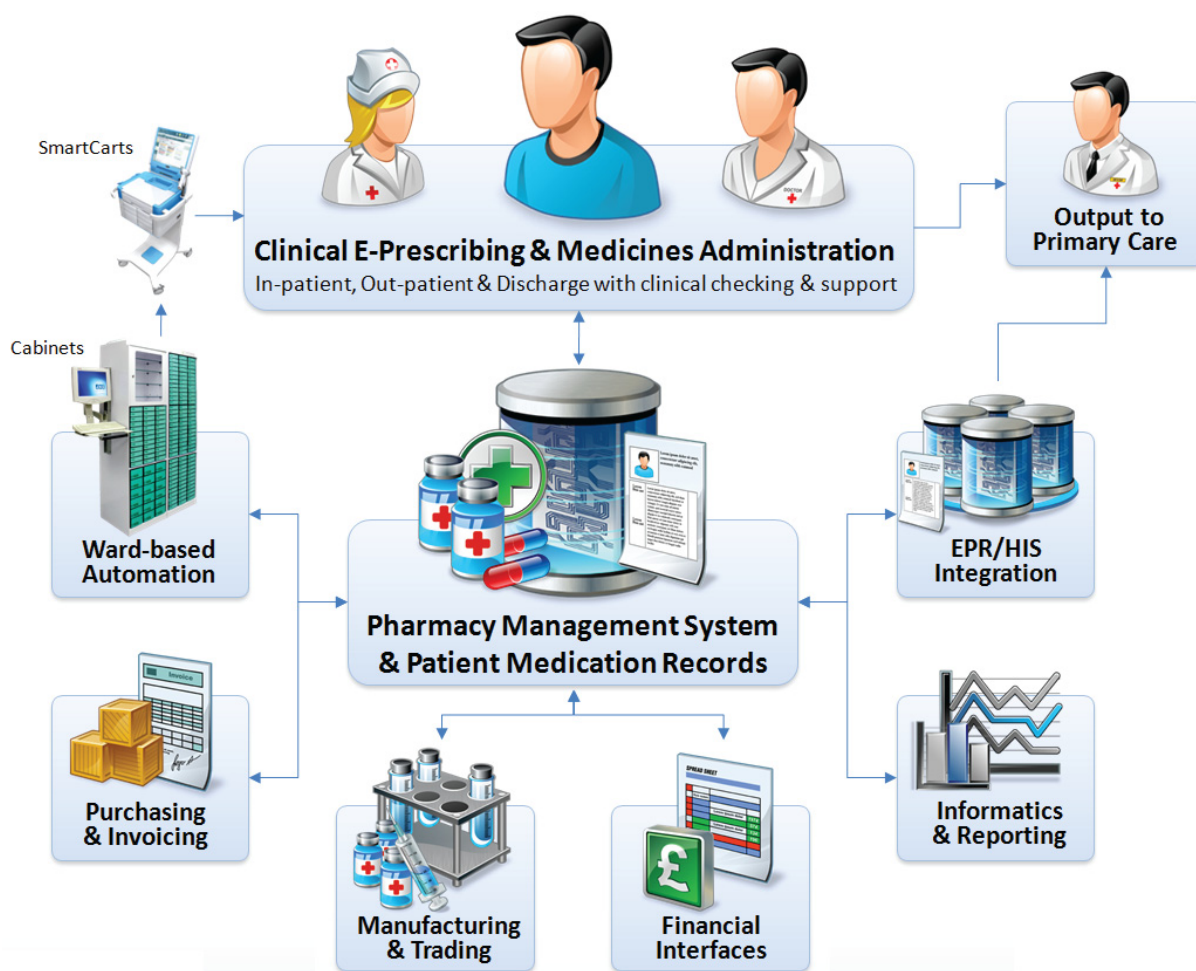 SmartCarts
DOCTOR
Clinical E-Prescribing & Medicines Administration
In-patient, Out-patient & Discharge with clinical checking & support
Output to
Primary Care
Cabinets
Ward-based
Automation
Pharmacy Management System
& Patient Medication Records
EPR/HIS
Integration
Invoice
Purchasing
& Invoicing
Manufacturing
& Trading
SPREAD SHEET
£
Financial
Interfaces
Informatics
& Reporting